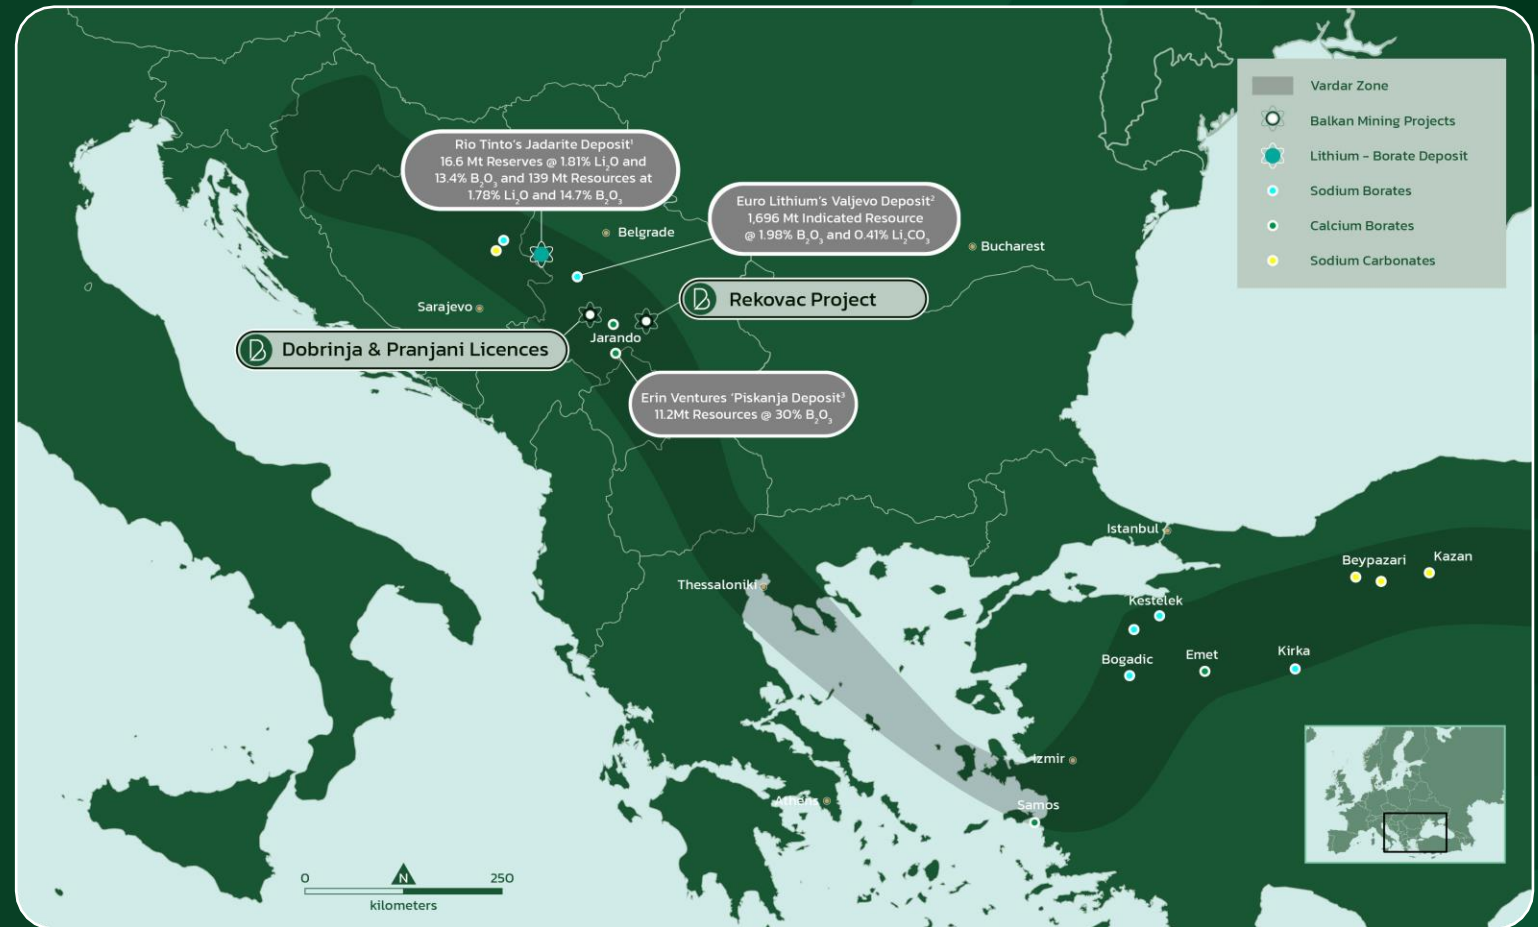 Rio Tinto's Jadarite Deposit¹
16.6 Mt Reserves @ 1.81% Li₂O and
13.4% B₂O₃ and 139 Mt Resources at
1.78% Li₂O and 14.7% B₂O₃
Euro Lithium's Valjevo Deposit²
1,696 Mt Indicated Resource
@ 1.98% B₂O₃ and 0.41% Li₂CO₃
Belgrade
Bucharest
Sarajevo
Rekovac Project
Dobrinja & Pranjani Licences
Jarando
Erin Ventures 'Piskanja Deposit³
11.2Mt Resources @ 30% B₂O₃
Vardar Zone
Balkan Mining Projects
Lithium - Borate Deposit
Sodium Borates
Calcium Borates
Sodium Carbonates
Istanbul
Thessaloniki
Beypazari
Kazan
Kestelek
Bogadic
Emet
Kirka
Izmir
Athens
Samos
0 N 250
kilometers